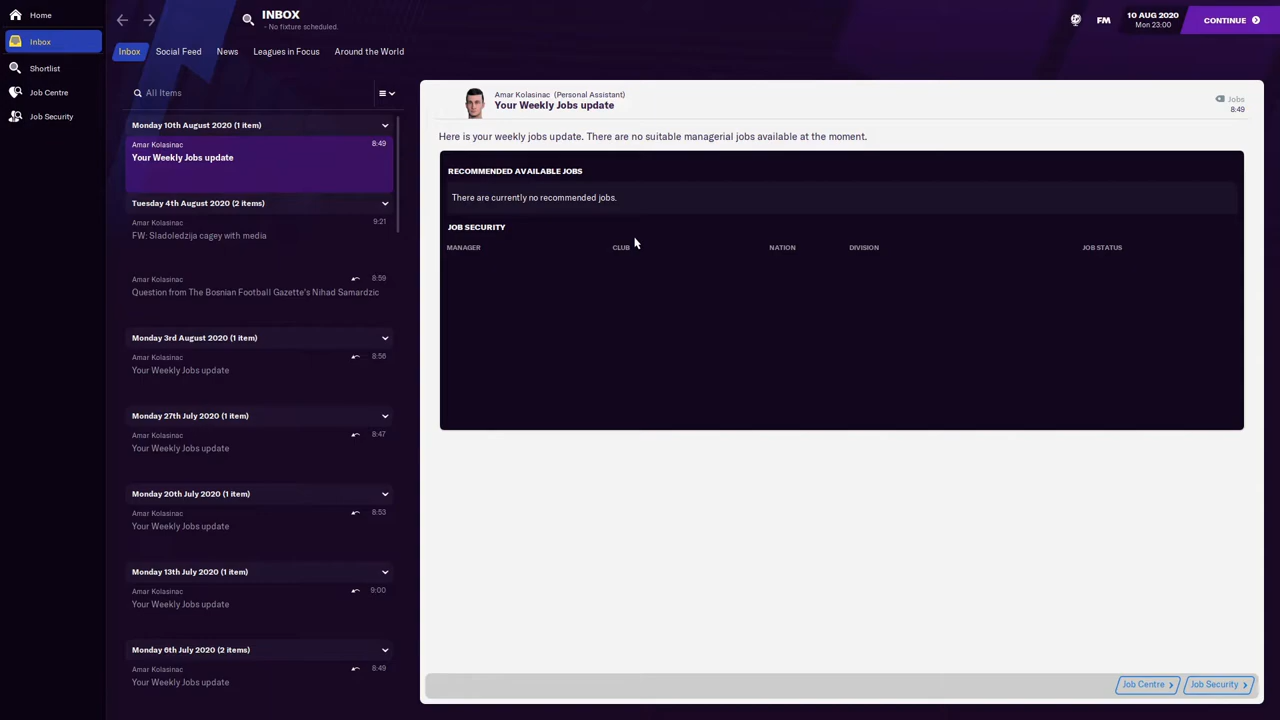 Home
Inbox
Shortlist
Job Centre
Job Security
INBOX
- No fixture scheduled.
FM
10 AUG 2020
Mon 23:00
CONTINUE
Inbox
Social Feed
News
Leagues in Focus
Around the World
All Items
Monday 10th August 2020 (1 item)
Amar Kolasinac
8:49
Your Weekly Jobs update
Tuesday 4th August 2020 (2 items)
Amar Kolasinac
9:21
FW: Sladoledzija cagey with media
Amar Kolasinac
8:59
Question from The Bosnian Football Gazette's Nihad Samardzic
Monday 3rd August 2020 (1 item)
Amar Kolasinac
8:56
Your Weekly Jobs update
Monday 27th July 2020 (1 item)
Amar Kolasinac
8:47
Your Weekly Jobs update
Monday 20th July 2020 (1 item)
Amar Kolasinac
8:53
Your Weekly Jobs update
Monday 13th July 2020 (1 item)
Amar Kolasinac
9:00
Your Weekly Jobs update
Monday 6th July 2020 (2 items)
Amar Kolasinac
8:49
Your Weekly Jobs update
Amar Kolasinac (Personal Assistant)
Your Weekly Jobs update
Jobs
8:49
Here is your weekly jobs update. There are no suitable managerial jobs available at the moment.
RECOMMENDED AVAILABLE JOBS
There are currently no recommended jobs.
JOB SECURITY
MANAGER CLUB NATION DIVISION JOB STATUS
Job Centre
Job Security